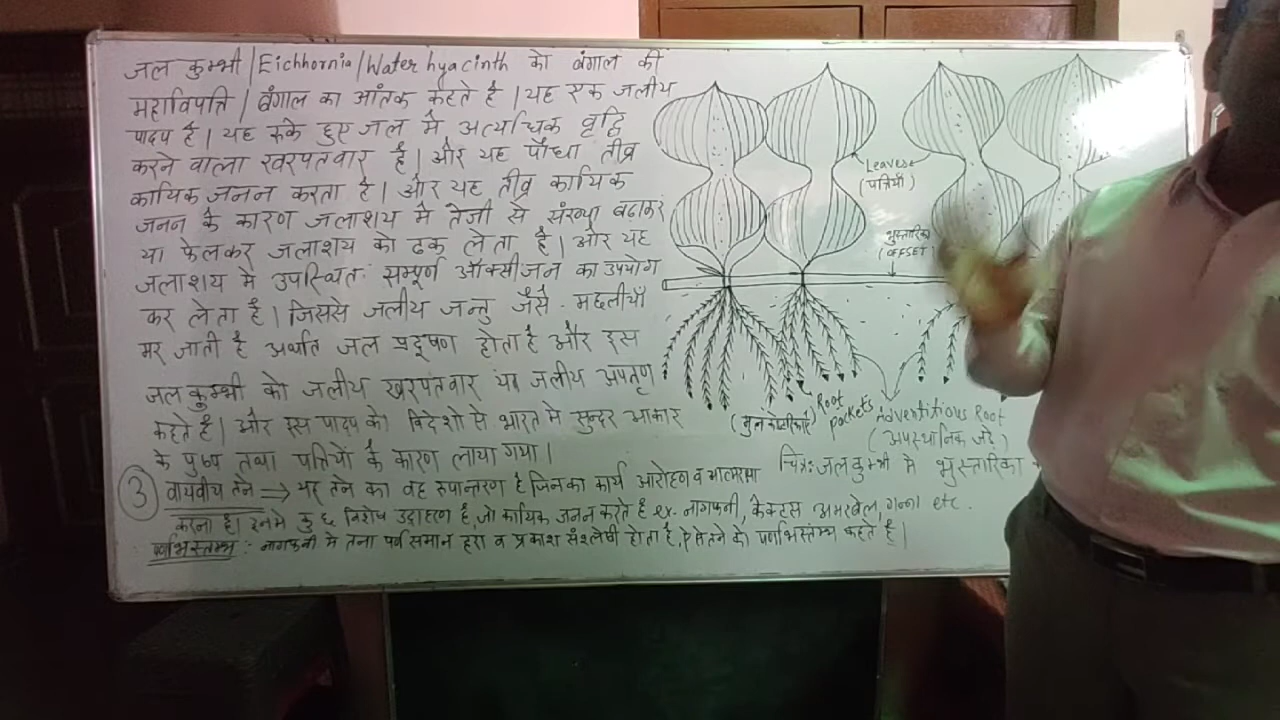 जल कुम्भी/Eichhornia/Water hyacinth को बंगाल की
महाविपति/बंगाल का आंतक कहते है।यह एक जलीय
पादप है। यह रूके हुए जल मे अत्यधिक वृद्धि
करने वाला खरपतवार है। और यह पौधा तीव्र
कायिक जनन करता है। और यह तीव्र कायिक
जनन के कारण जलाशय मे तेजी से संख्या बढाकर
या फेलकर जलाशय को ढक लेता है। और यह
जलाशय मे उपस्थित सम्पूर्ण ऑक्सीजन का उपयोग
कर लेता है। जिससे जलीय जन्तु जैसे मछलीयाँ
मर जाती है अर्थात जल प्रदूषण होता है और इस
जल कुम्भी को जलीय खरपतवार या जलीय अपतृण
कहते है। और इस पादप को विदेशो से भारत मे सुन्दर आकार
के पुष्प तथा पत्तियों के कारण लाया गया।
③ वायवीय तने ⇒ यह तने का वह रूपान्तरण है जिनका कार्य आरोहण व आत्मरक्षा
करना है। इनमे कुछ विशेष उदाहरण है,जो कायिक जनन करते है ex. नागफनी, कैक्टस अमरबेल, गन्ना etc.
पर्णाभ स्तम्भ : नागफनी मे तना पर्ण समान हरा व प्रकाश संश्लेषी होता है, ऐसे तने को पर्णाभ स्तम्भ कहते है।
Leaves
(पत्तियाँ)
भुस्तारिका
(OFFSET)
Root pockets
Adventitious Root
(अपस्थानिक जड़े)
चित्र: जल कुम्भी मे भुस्तारिका